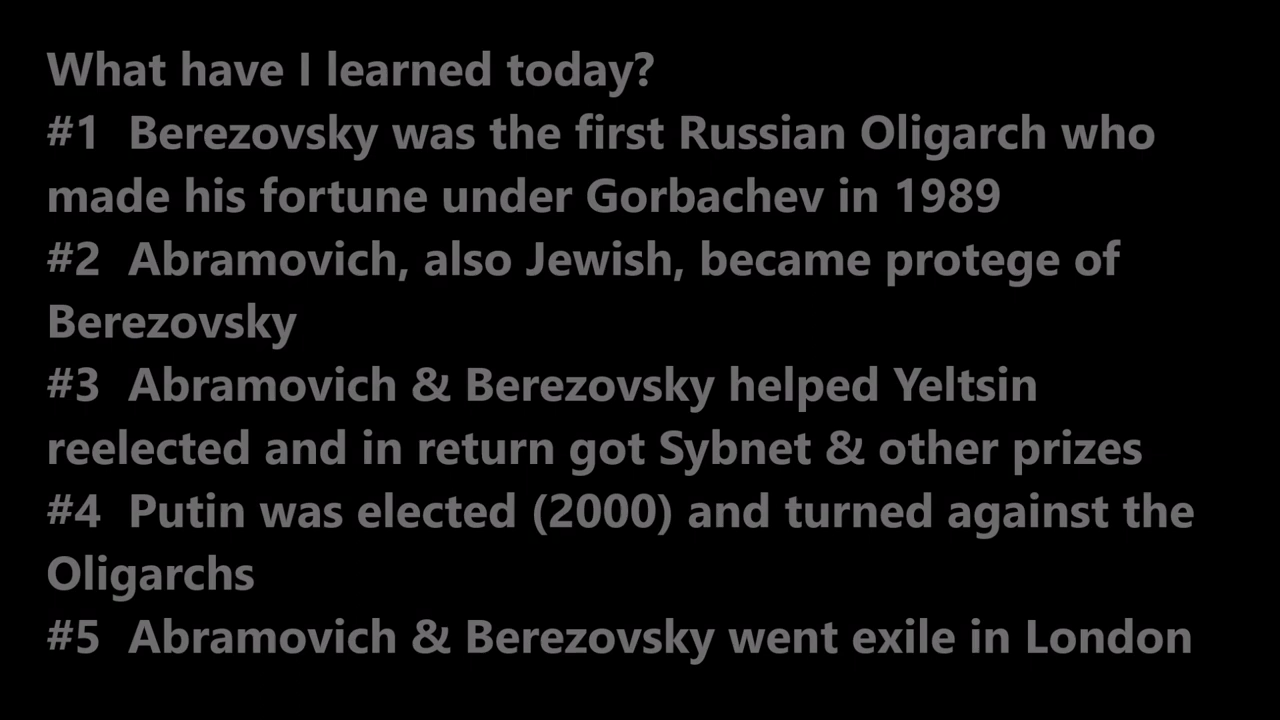 What have I learned today?
#1 Berezovsky was the first Russian Oligarch who
made his fortune under Gorbachev in 1989
#2 Abramovich, also Jewish, became protege of
Berezovsky
#3 Abramovich & Berezovsky helped Yeltsin
reelected and in return got Sybnet & other prizes
#4 Putin was elected (2000) and turned against the
Oligarchs
#5 Abramovich & Berezovsky went exile in London